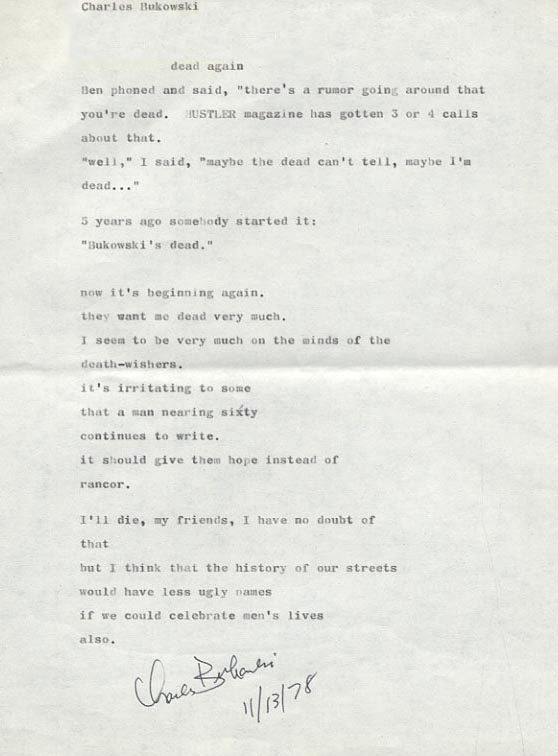 Charles Bukowski
dead again
Ben phoned and said, "there's a rumor going around that
you're dead. HUSTLER magazine has gotten 3 or 4 calls
about that.
"well," I said, "maybe the dead can't tell, maybe I'm
dead..."
5 years ago somebody started it:
"Bukowski's dead."
now it's beginning again.
they want me dead very much.
I seem to be very much on the minds of the
death-wishers.
it's irritating to some
that a man nearing sixty
continues to write.
it should give them hope instead of
rancor.
I'll die, my friends, I have no doubt of
that
but I think that the history of our streets
would have less ugly names
if we could celebrate men's lives
also.
Charles Bukowski
11/13/78